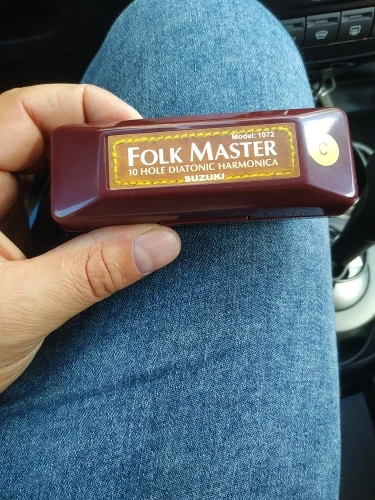 Model: 1072
FOLK MASTER
10 HOLE DIATONIC HARMONICA
SUZUKI
C